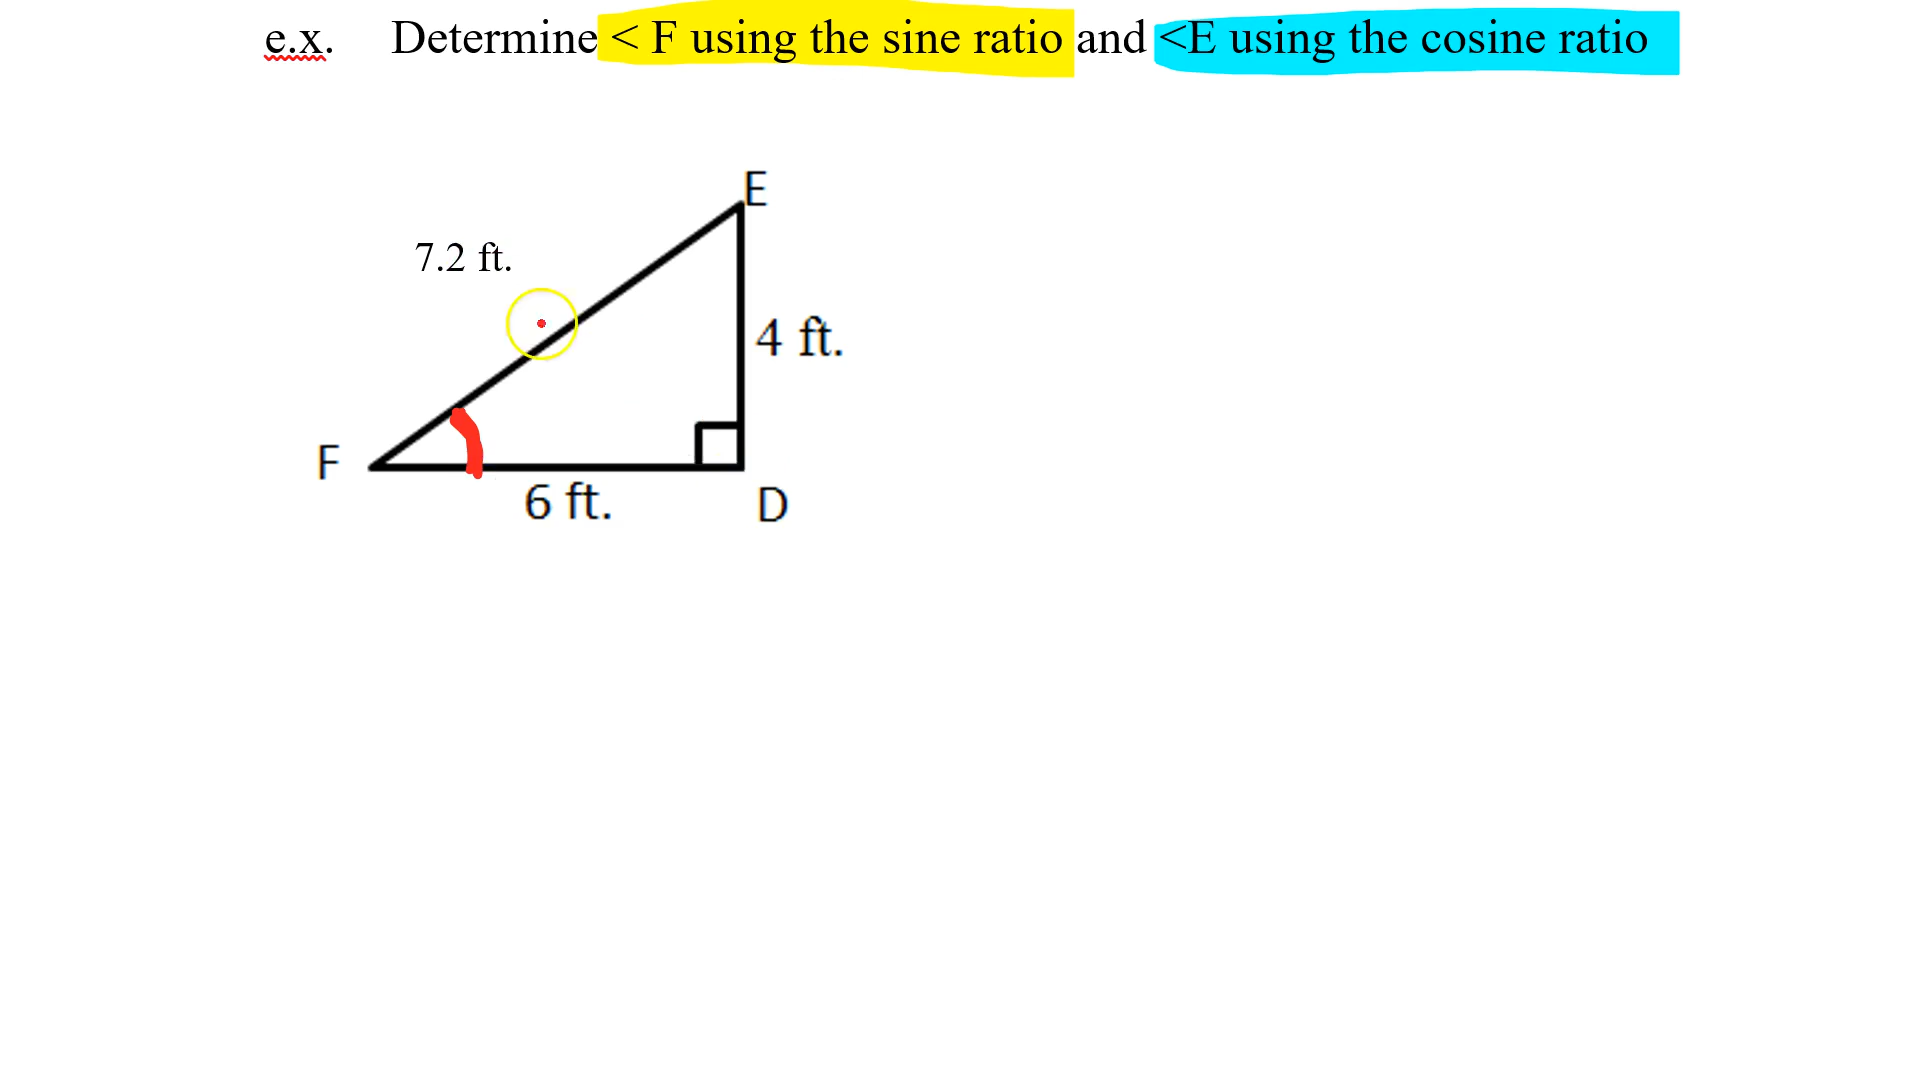 e.x. Determine < F using the sine ratio and <E using the cosine ratio
E
7.2 ft.
4 ft.
F
6 ft.
D